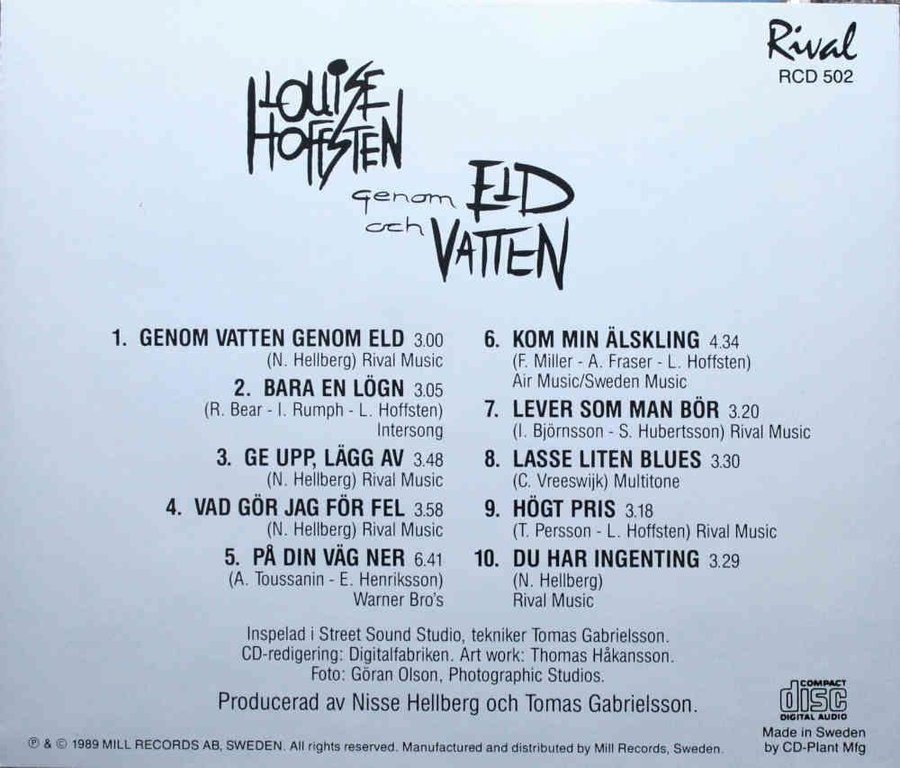 Rival
RCD 502
LOUISE
HOFFSTEN
genom ELD
och VATTEN
1. GENOM VATTEN GENOM ELD 3.00
(N. Hellberg) Rival Music
2. BARA EN LÖGN 3.05
(R. Bear - I. Rumph - L. Hoffsten)
Intersong
3. GE UPP, LÄGG AV 3.48
(N. Hellberg) Rival Music
4. VAD GÖR JAG FÖR FEL 3.58
(N. Hellberg) Rival Music
5. PÅ DIN VÄG NER 6.41
(A. Toussanin - E. Henriksson)
Warner Bro's
6. KOM MIN ÄLSKLING 4.34
(F. Miller - A. Fraser - L. Hoffsten)
Air Music/Sweden Music
7. LEVER SOM MAN BÖR 3.20
(I. Björnsson - S. Hubertsson) Rival Music
8. LASSE LITEN BLUES 3.30
(C. Vreeswijk) Multitone
9. HÖGT PRIS 3.18
(T. Persson - L. Hoffsten) Rival Music
10. DU HAR INGENTING 3.29
(N. Hellberg)
Rival Music
Inspelad i Street Sound Studio, tekniker Tomas Gabrielsson.
CD-redigering: Digitalfabriken. Art work: Thomas Håkansson.
Foto: Göran Olson, Photographic Studios.
Producerad av Nisse Hellberg och Tomas Gabrielsson.
COMPACT
disc
DIGITAL AUDIO
Made in Sweden
by CD-Plant Mfg
℗ & © 1989 MILL RECORDS AB, SWEDEN. All rights reserved. Manufactured and distributed by Mill Records, Sweden.